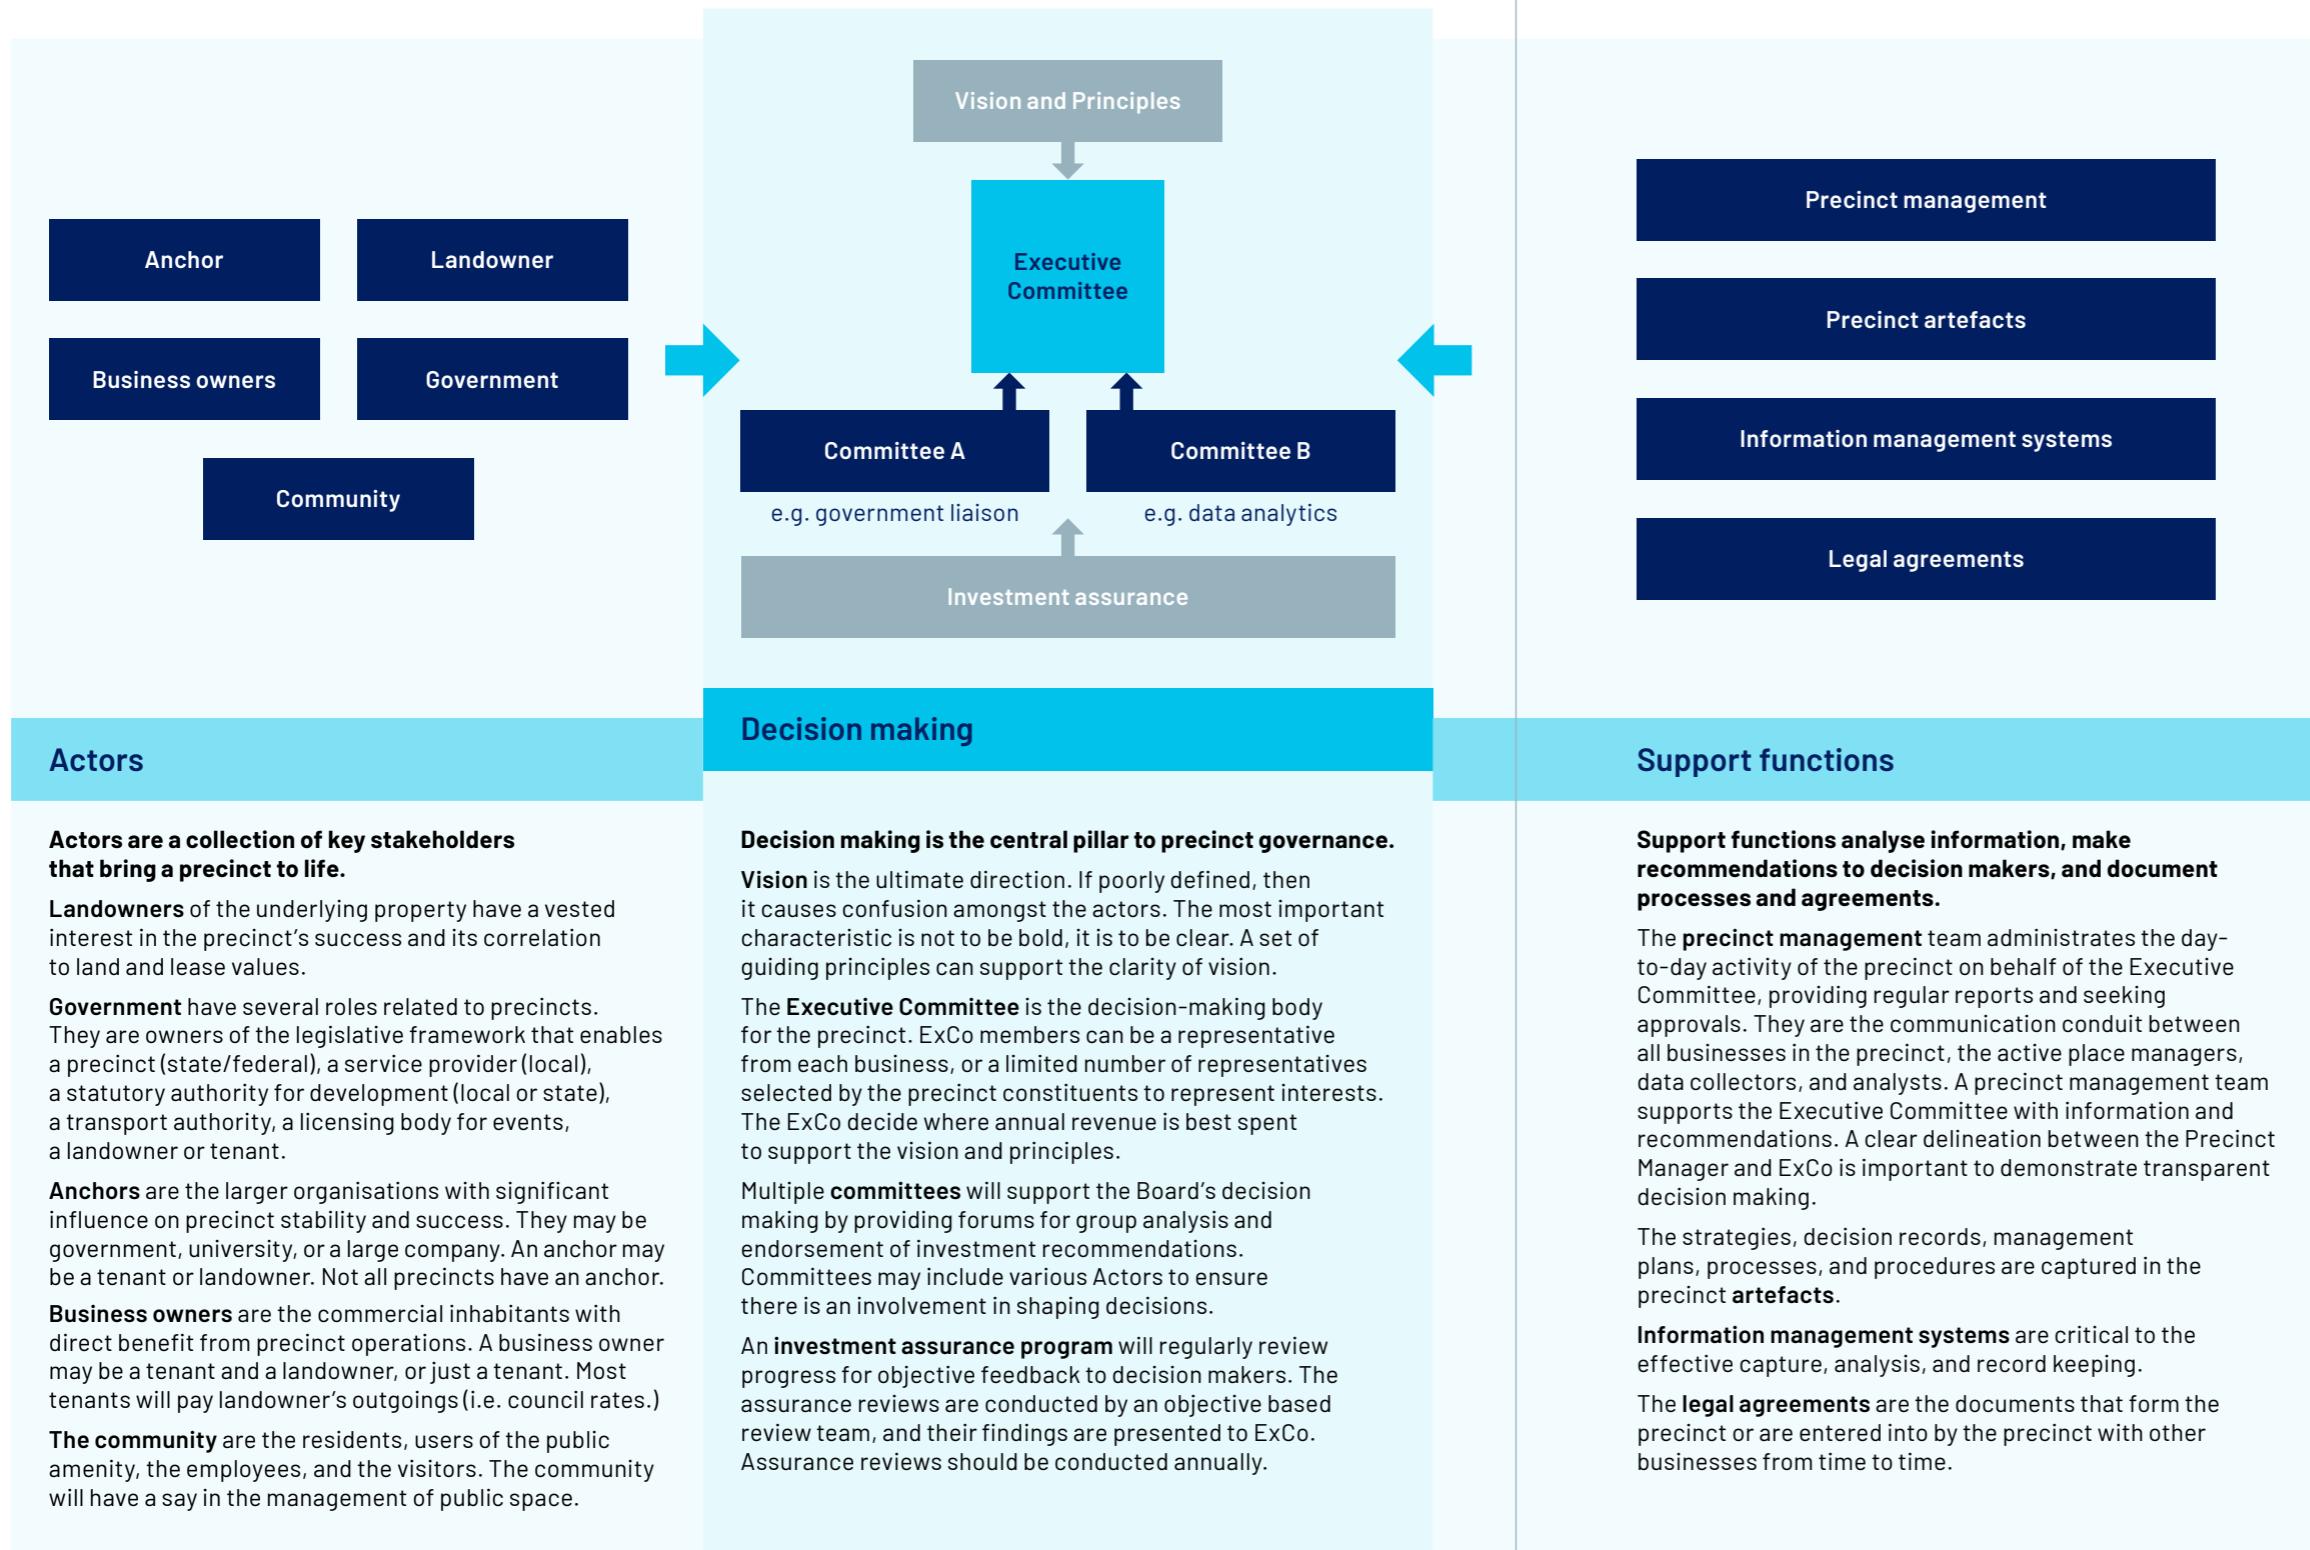 Anchor
Landowner
Business owners
Government
Community
Actors
Actors are a collection of key stakeholders
that bring a precinct to life.
Landowners of the underlying property have a vested
interest in the precinct's success and its correlation
to land and lease values.
Government have several roles related to precincts.
They are owners of the legislative framework that enables
a precinct (state/federal), a service provider (local),
a statutory authority for development (local or state),
a transport authority, a licensing body for events,
a landowner or tenant.
Anchors are the larger organisations with significant
influence on precinct stability and success. They may be
government, university, or a large company. An anchor may
be a tenant or landowner. Not all precincts have an anchor.
Business owners are the commercial inhabitants with
direct benefit from precinct operations. A business owner
may be a tenant and a landowner, or just a tenant. Most
tenants will pay landowner's outgoings (i.e. council rates.)
The community are the residents, users of the public
amenity, the employees, and the visitors. The community
will have a say in the management of public space.
Vision and Principles
Executive
Committee
Committee A
Committee B
e.g. government liaison
e.g. data analytics
Investment assurance
Decision making
Decision making is the central pillar to precinct governance.
Vision is the ultimate direction. If poorly defined, then
it causes confusion amongst the actors. The most important
characteristic is not to be bold, it is to be clear. A set of
guiding principles can support the clarity of vision.
The Executive Committee is the decision-making body
for the precinct. ExCo members can be a representative
from each business, or a limited number of representatives
selected by the precinct constituents to represent interests.
The ExCo decide where annual revenue is best spent
to support the vision and principles.
Multiple committees will support the Board's decision
making by providing forums for group analysis and
endorsement of investment recommendations.
Committees may include various Actors to ensure
there is an involvement in shaping decisions.
An investment assurance program will regularly review
progress for objective feedback to decision makers. The
assurance reviews are conducted by an objective based
review team, and their findings are presented to ExCo.
Assurance reviews should be conducted annually.
Precinct management
Precinct artefacts
Information management systems
Legal agreements
Support functions
Support functions analyse information, make
recommendations to decision makers, and document
processes and agreements.
The precinct management team administrates the day-
to-day activity of the precinct on behalf of the Executive
Committee, providing regular reports and seeking
approvals. They are the communication conduit between
all businesses in the precinct, the active place managers,
data collectors, and analysts. A precinct management team
supports the Executive Committee with information and
recommendations. A clear delineation between the Precinct
Manager and ExCo is important to demonstrate transparent
decision making.
The strategies, decision records, management
plans, processes, and procedures are captured in the
precinct artefacts.
Information management systems are critical to the
effective capture, analysis, and record keeping.
The legal agreements are the documents that form the
precinct or are entered into by the precinct with other
businesses from time to time.